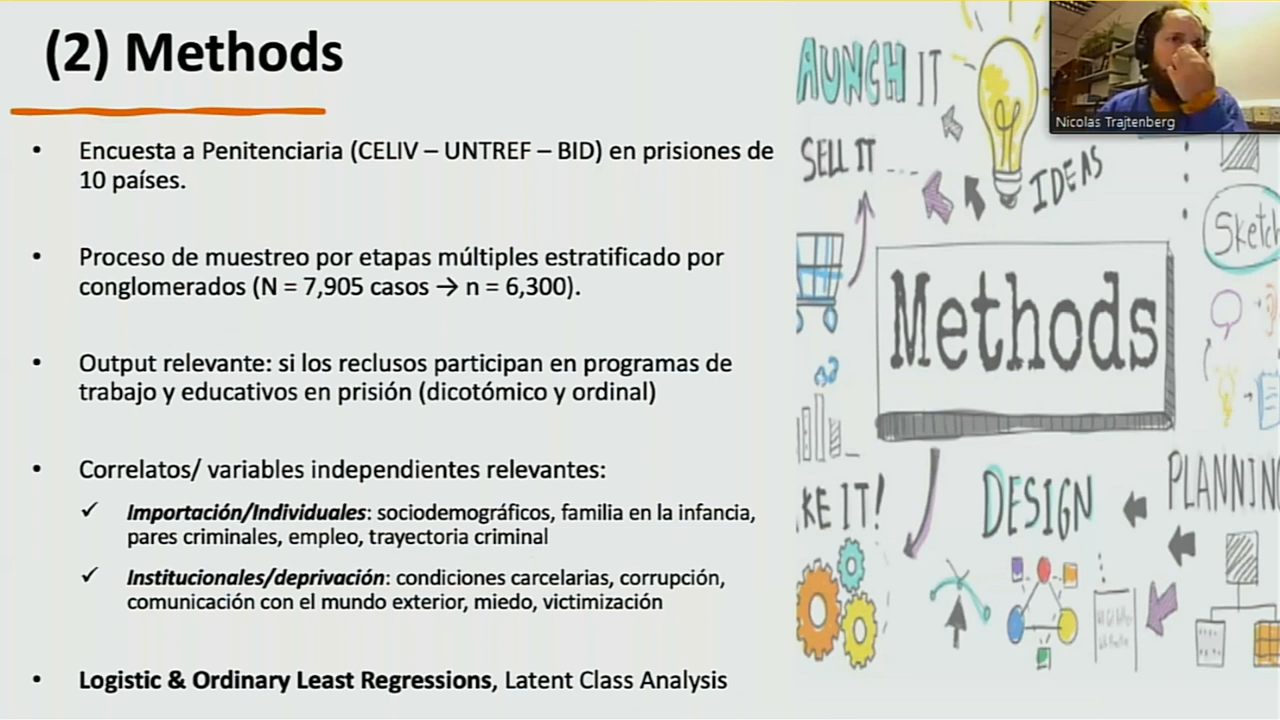 (2) Methods
Encuesta a Penitenciaria (CELIV – UNTREF – BID) en prisiones de
10 países.
Proceso de muestreo por etapas múltiples estratificado por
conglomerados (N = 7,905 casos → n = 6,300).
Output relevante: si los reclusos participan en programas de
trabajo y educativos en prisión (dicotómico y ordinal)
Correlatos/ variables independientes relevantes:
Importación/Individuales: sociodemográficos, familia en la infancia,
pares criminales, empleo, trayectoria criminal
Institucionales/deprivación: condiciones carcelarias, corrupción,
comunicación con el mundo exterior, miedo, victimización
Logistic & Ordinary Least Regressions, Latent Class Analysis
AUNCH IT
SELL IT
IDEAS
Nicolas Trajtenberg
Sketch
Methods
KE IT!
DESIGN
PLANNIN